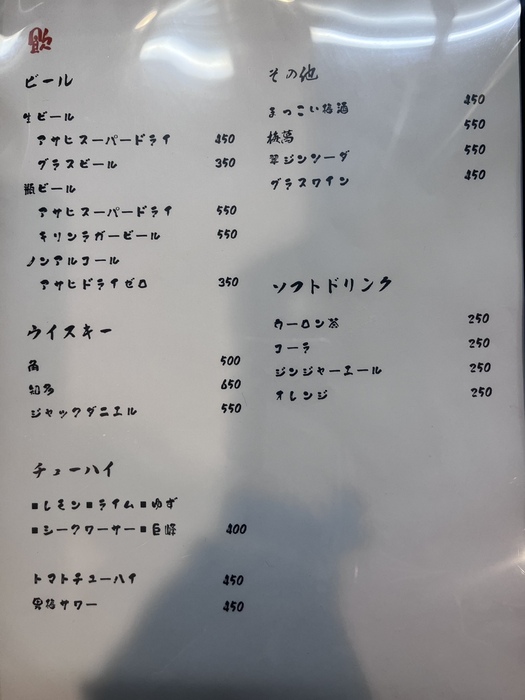 ビール
生ビール
アサヒスーパードライ 450
グラスビール 350
瓶ビール
アサヒスーパードライ 550
キリンラガービール 550
ノンアルコール
アサヒドライゼロ 350
ウイスキー
角 500
知多 650
ジャックダニエル 550
チューハイ
■レモン■ライム■ゆず
■シークワーサー■巨峰 400
トマトチューハイ 450
男梅サワー 450
その他
まっこい梅酒 450
550
翠ジンソーダ 550
グラスワイン 450
ソフトドリンク
ウーロン茶 250
コーラ 250
ジンジャーエール 250
オレンジ 250